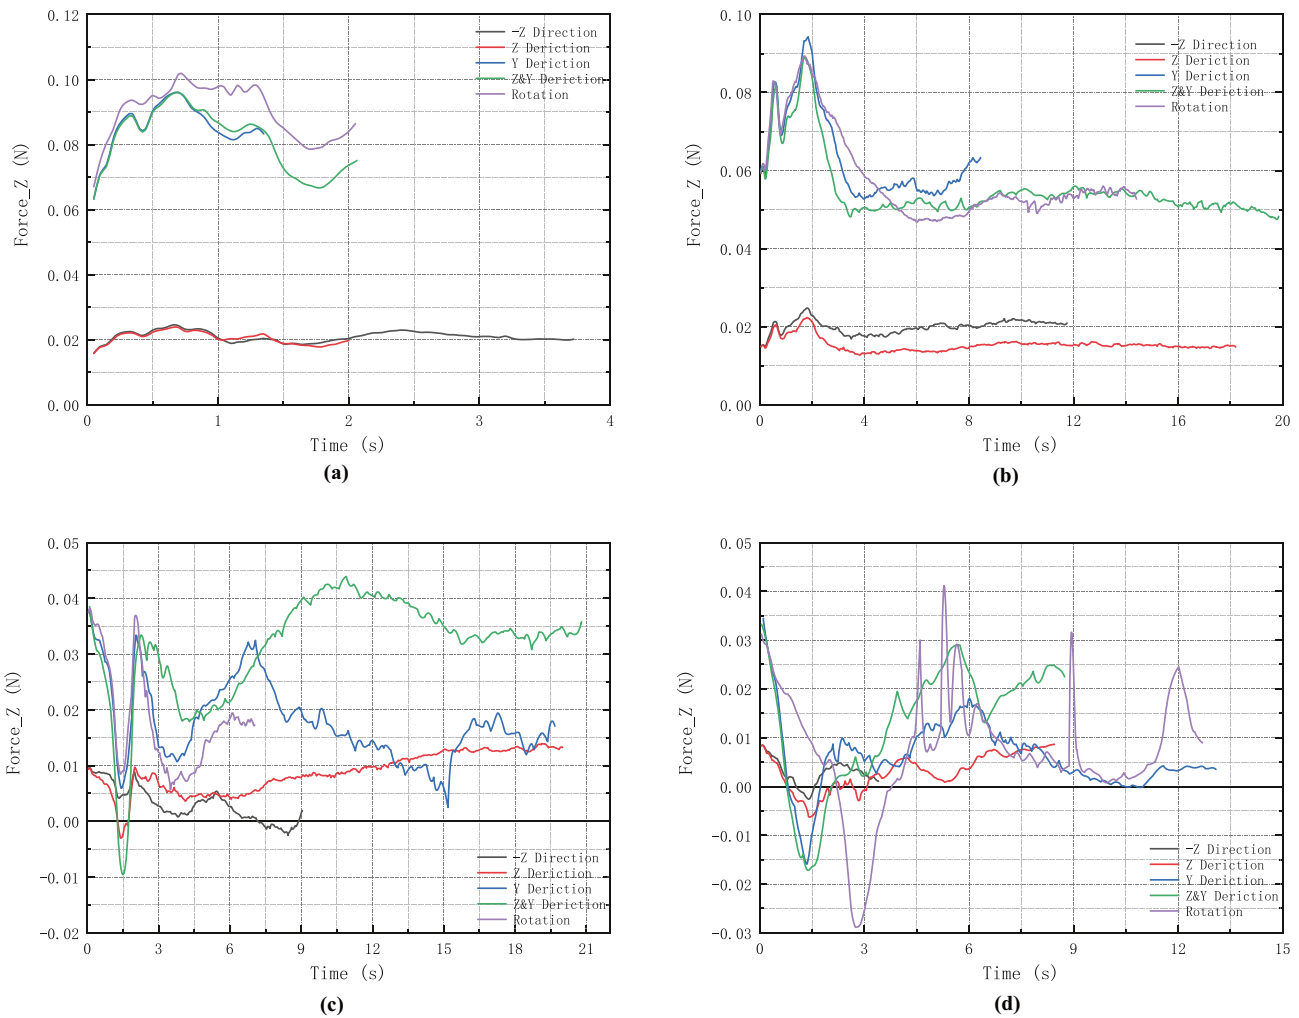 0.12
0.10
0.08
0.06
0.04
0.02
0.00
Force_Z (N)
0
1
2
3
4
Time (s)
-Z Direction
Z Deriction
Y Deriction
Z&Y Deriction
Rotation
(a)
0.10
0.08
0.06
0.04
0.02
0.00
Force_Z (N)
0
4
8
12
16
20
Time (s)
-Z Direction
Z Deriction
Y Deriction
Z&Y Deriction
Rotation
(b)
0.05
0.04
0.03
0.02
0.01
0.00
-0.01
-0.02
Force_Z (N)
0
3
6
9
12
15
18
21
Time (s)
-Z Direction
Z Deriction
Y Deriction
Z&Y Deriction
Rotation
(c)
0.05
0.04
0.03
0.02
0.01
0.00
-0.01
-0.02
-0.03
Force_Z (N)
0
3
6
9
12
15
Time (s)
-Z Direction
Z Deriction
Y Deriction
Z&Y Deriction
Rotation
(d)